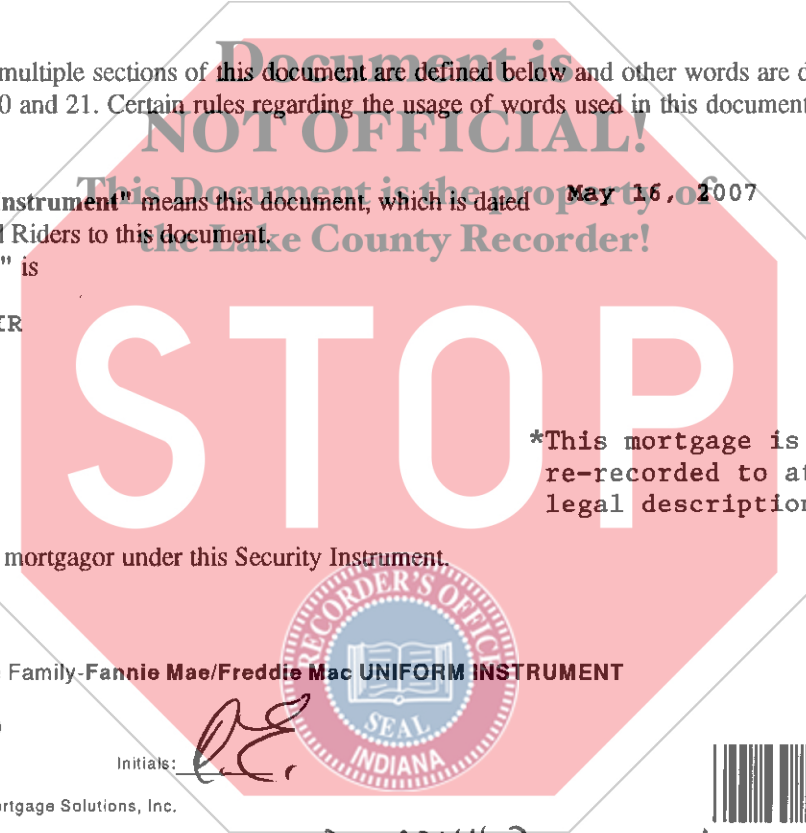 Document is
multiple sections of this document are defined below and other words are d
0 and 21. Certain rules regarding the usage of words used in this document
NOT OFFICIAL!
This Document is the property of
nstrument" means this document, which is dated May 16, 2007
l Riders to this document.
the Lake County Recorder!
" is
IR
STOP
*This mortgage is
re-recorded to at
legal description
mortgagor under this Security Instrument.
RECORDER'S OFFICE
Family-Fannie Mae/Freddie Mac UNIFORM INSTRUMENT
SEAL
INDIANA
Initials:
rtgage Solutions, Inc.